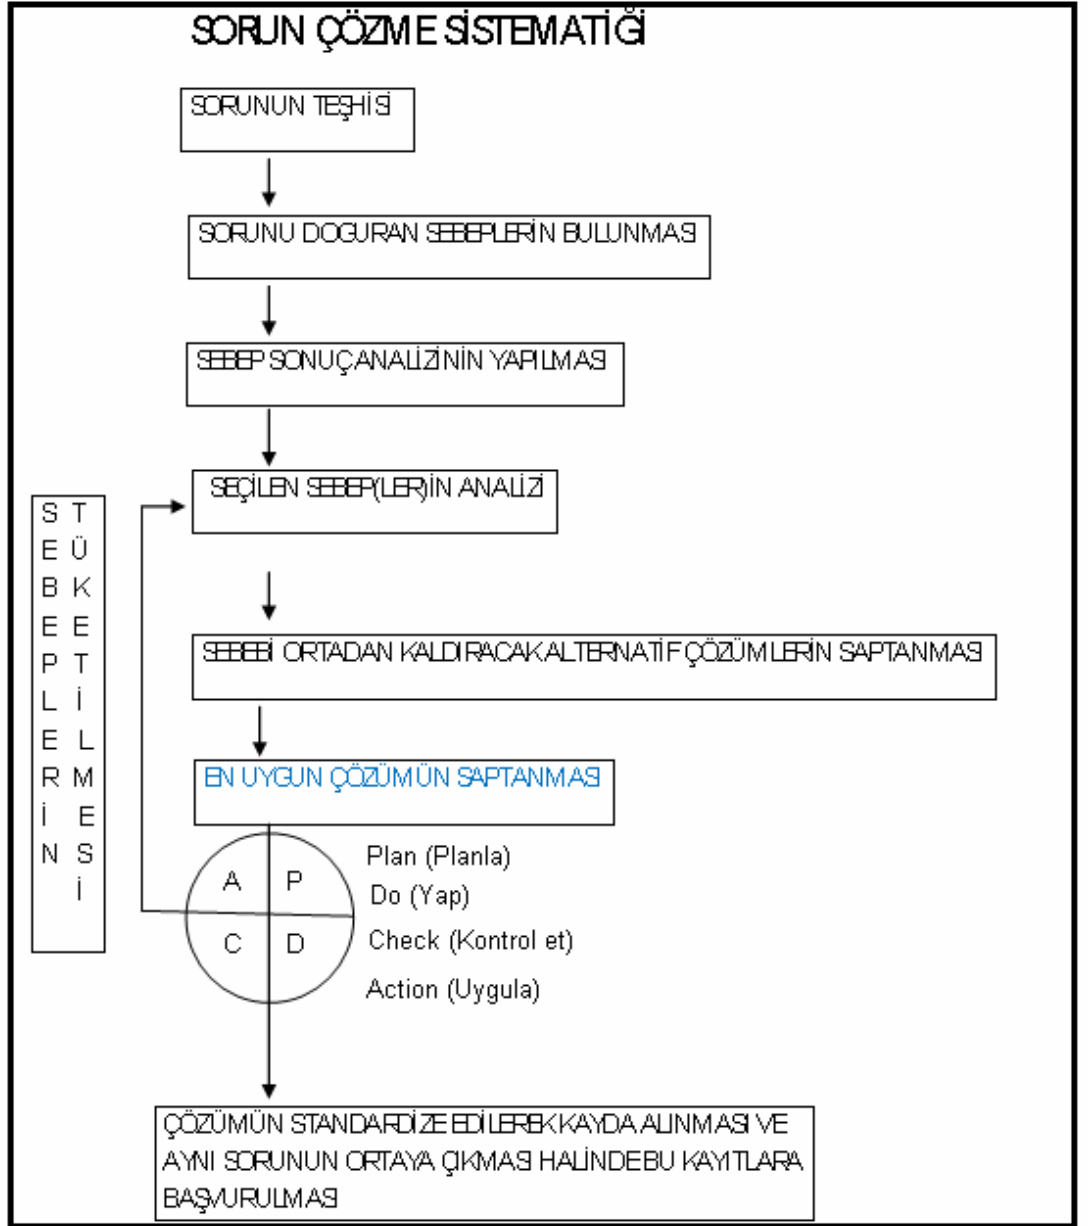 SORUN ÇÖZME SİSTEMATİĞİ
SORUNUN TEŞHİSİ
SORUNU DOGURAN SEBEPLERİN BULUNMASI
SEBEP SONUÇ ANALİZİNİN YAPILMASI
SEÇİLEN SEBEP(LER)İN ANALİZİ
SEBEPLERİN
TÜKETİLMESİ
SEBEBİ ORTADAN KALDIRACAK ALTERNATİF ÇÖZÜMLERİN SAPTANMASI
EN UYGUN ÇÖZÜMÜN SAPTANMASI
A P
C D
Plan (Planla)
Do (Yap)
Check (Kontrol et)
Action (Uygula)
ÇÖZÜMÜN STANDARDİZE EDİLEREK KAYDA ALINMASI VE
AYNI SORUNUN ORTAYA ÇIKMASI HALİNDE BU KAYITLARA
BAŞVURULMASI